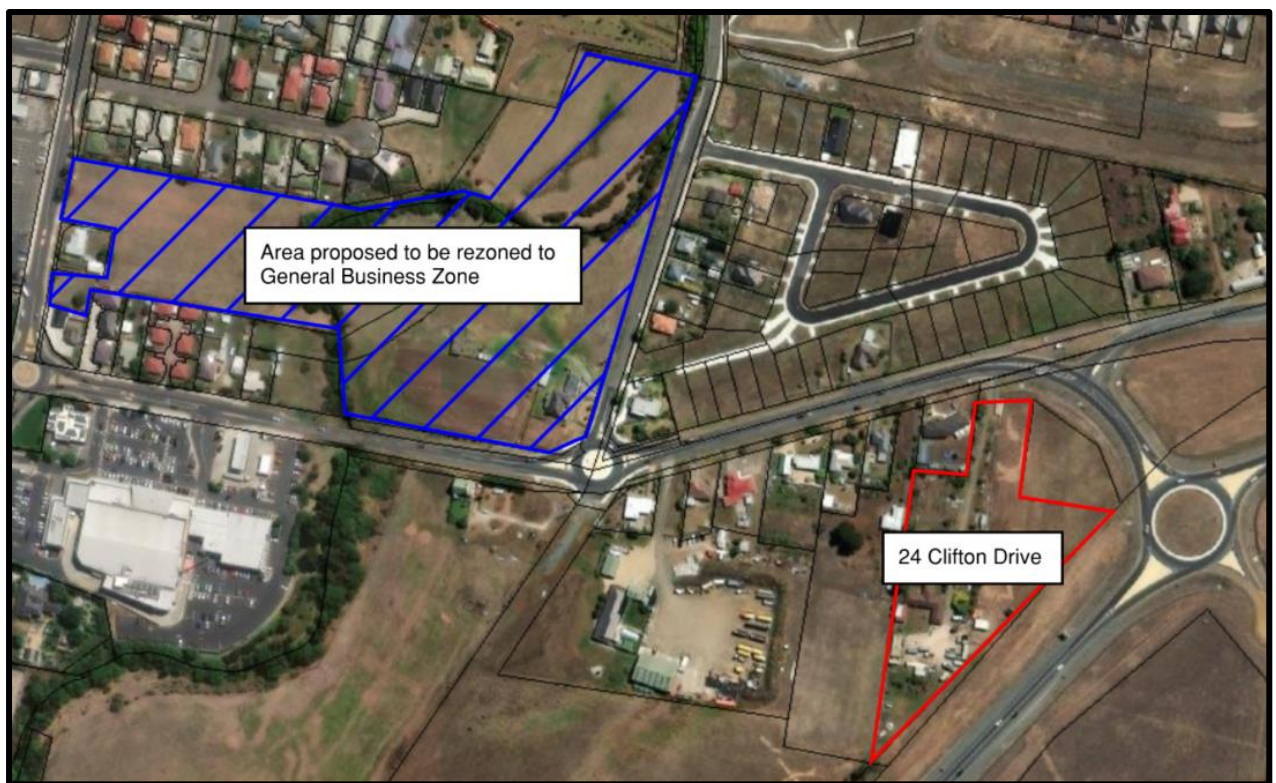 Area proposed to be rezoned to
General Business Zone
24 Clifton Drive